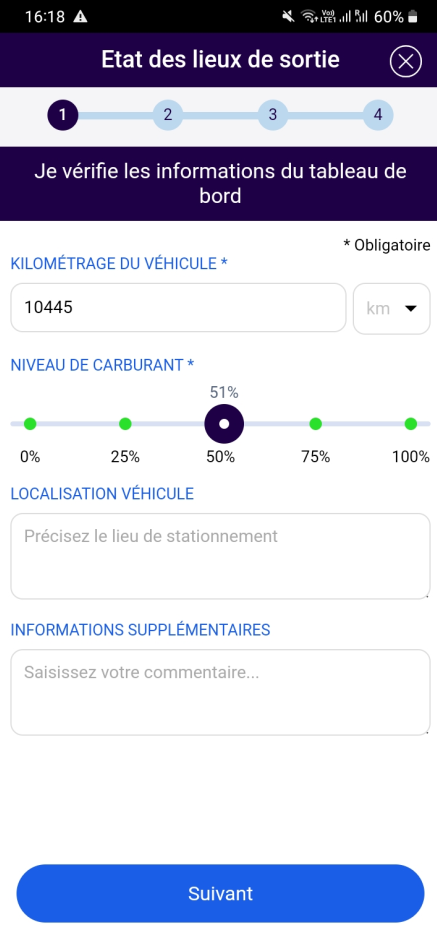 16:18 60%
Etat des lieux de sortie
1 2 3 4
Je vérifie les informations du tableau de
bord
* Obligatoire
KILOMÉTRAGE DU VÉHICULE *
10445 km
NIVEAU DE CARBURANT *
51%
0% 25% 50% 75% 100%
LOCALISATION VÉHICULE
Précisez le lieu de stationnement
INFORMATIONS SUPPLÉMENTAIRES
Saisissez votre commentaire...
Suivant